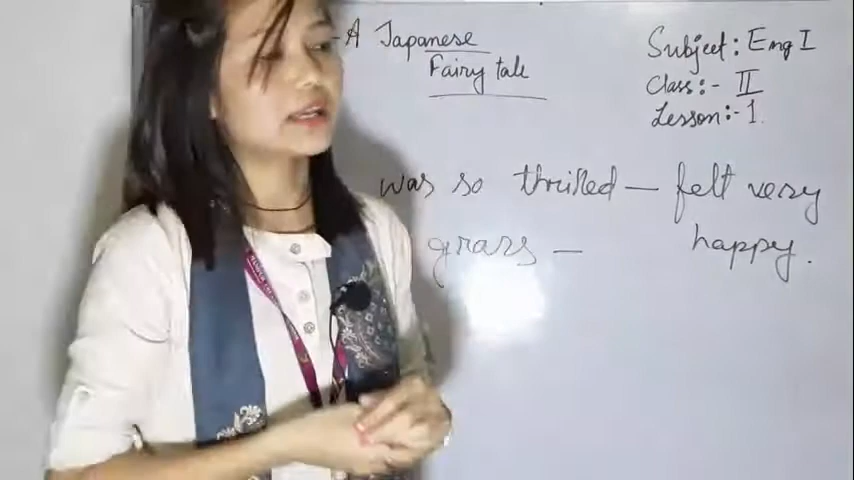 - A Japanese
Fairy tale
Subject : Eng I
Class :- II
Lesson :- 1.
was so thrilled — felt very
happy.
grass —